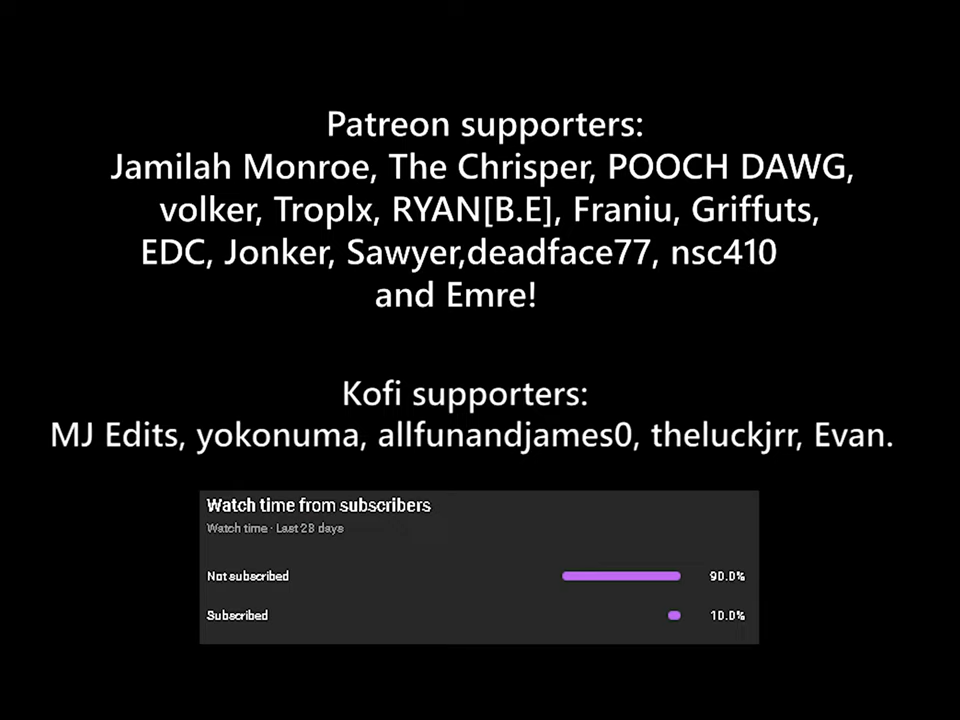 Patreon supporters:
Jamilah Monroe, The Chrisper, POOCH DAWG,
volker, Troplx, RYAN[B.E], Franiu, Griffuts,
EDC, Jonker, Sawyer,deadface77, nsc410
and Emre!
Kofi supporters:
MJ Edits, yokonuma, allfunandjames0, theluckjrr, Evan.
Watch time from subscribers
Watch time · Last 28 days
Not subscribed 90.0%
Subscribed 10.0%